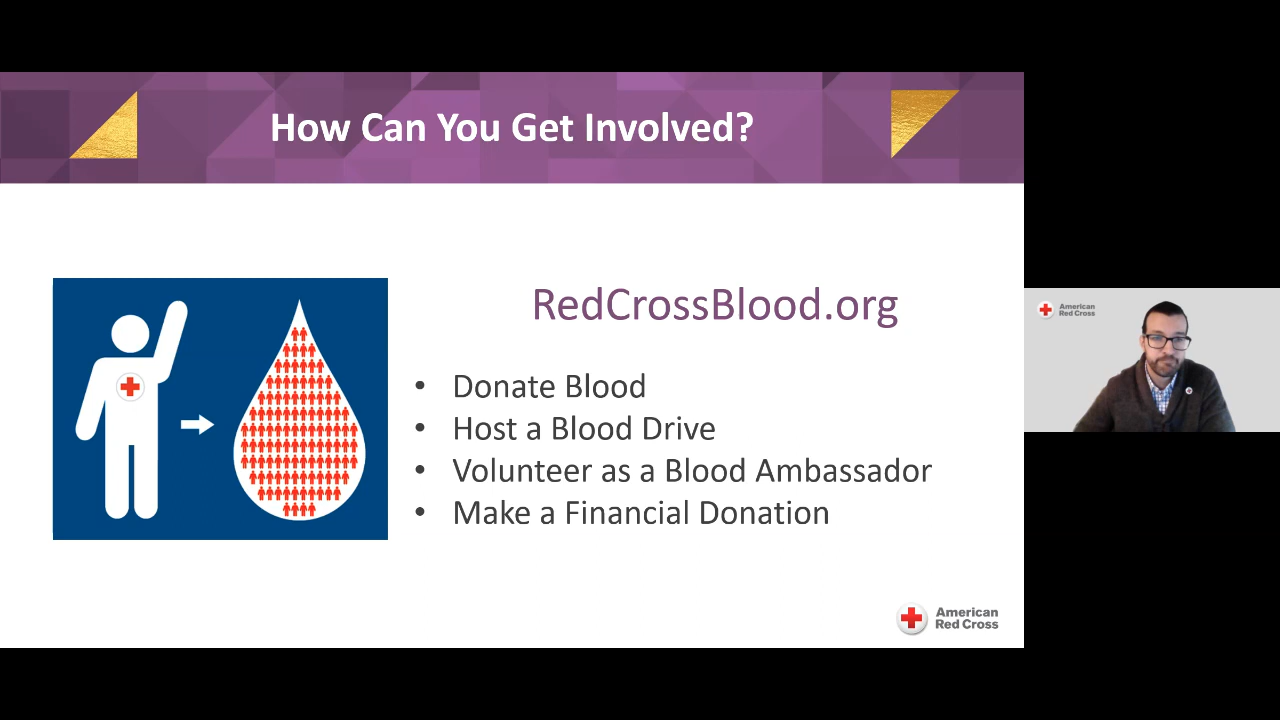 How Can You Get Involved?
RedCrossBlood.org
• Donate Blood
• Host a Blood Drive
• Volunteer as a Blood Ambassador
• Make a Financial Donation
American
Red Cross
American
Red Cross